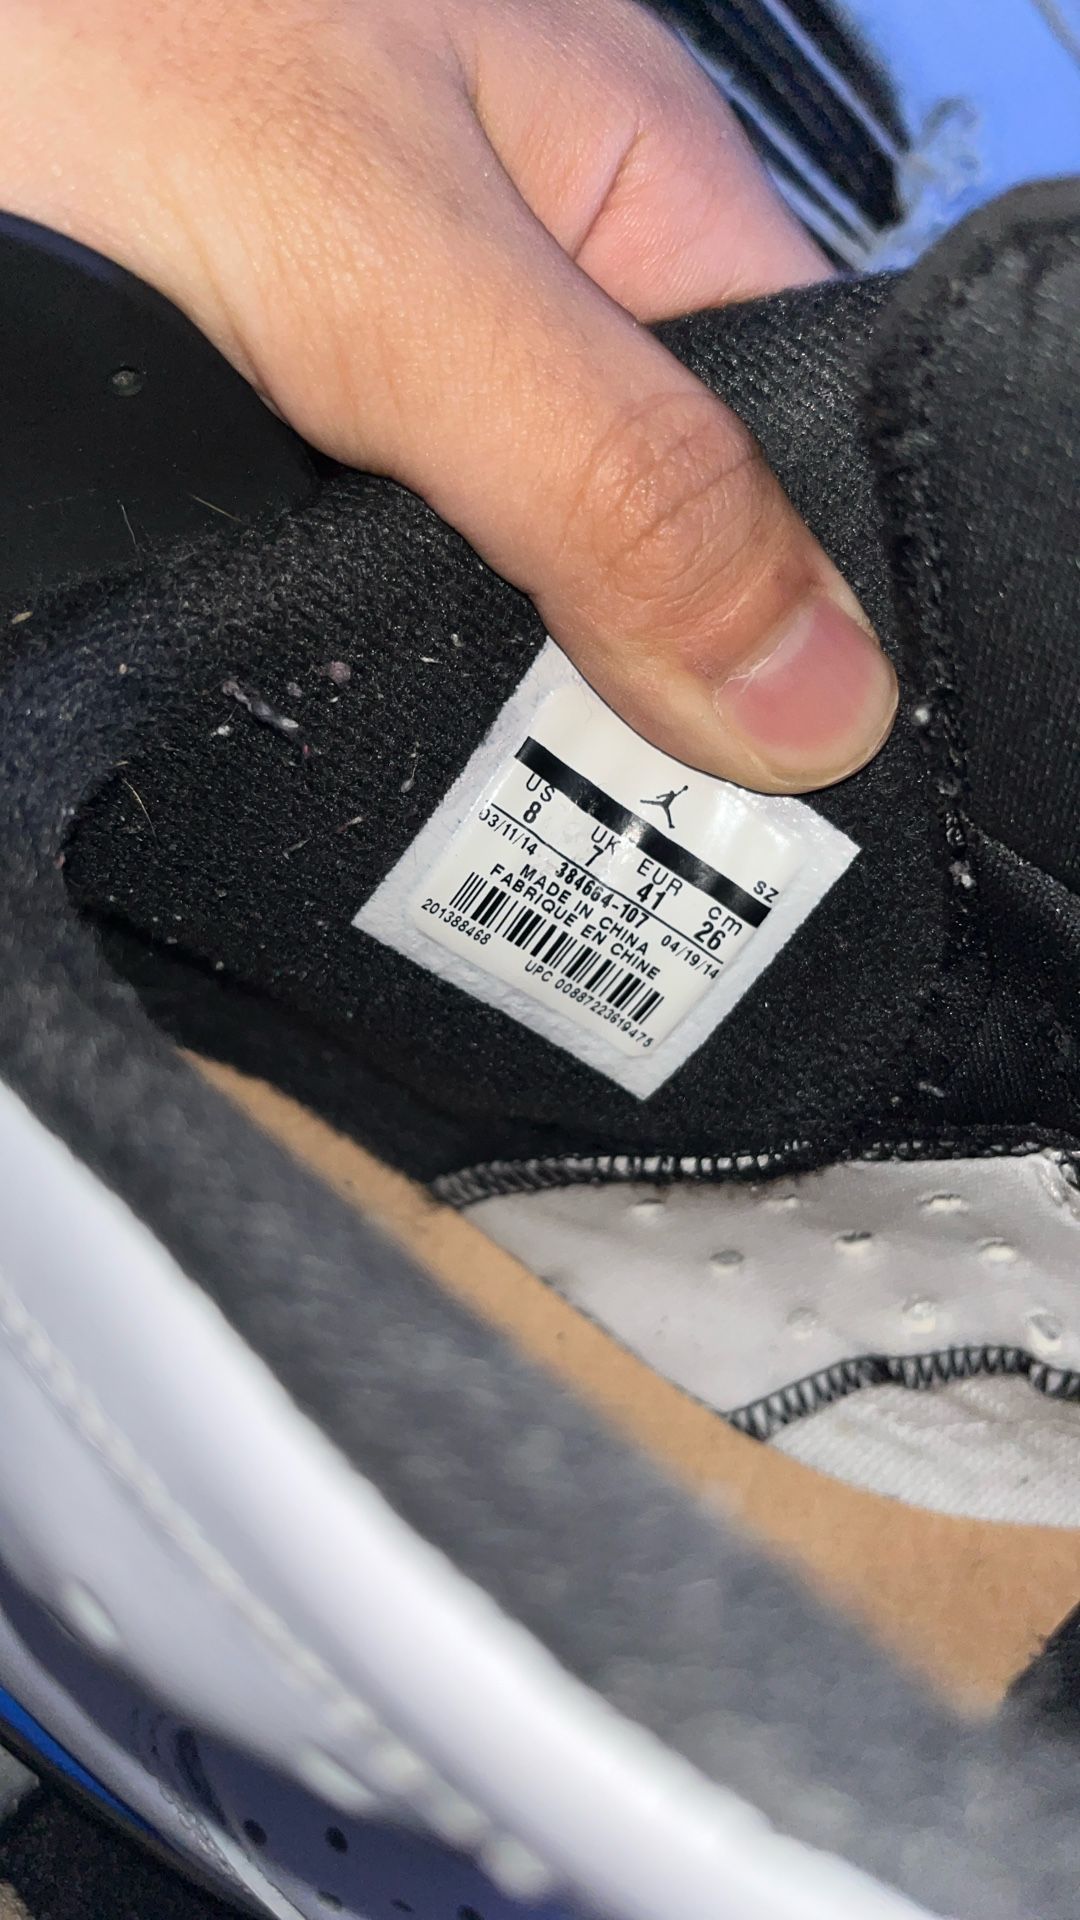 SZ
US UK EUR cm
8 7 41 26
03/11/14 384664-107 04/19/14
MADE IN CHINA
FABRIQUE EN CHINE
201388468
UPC 00887223619475